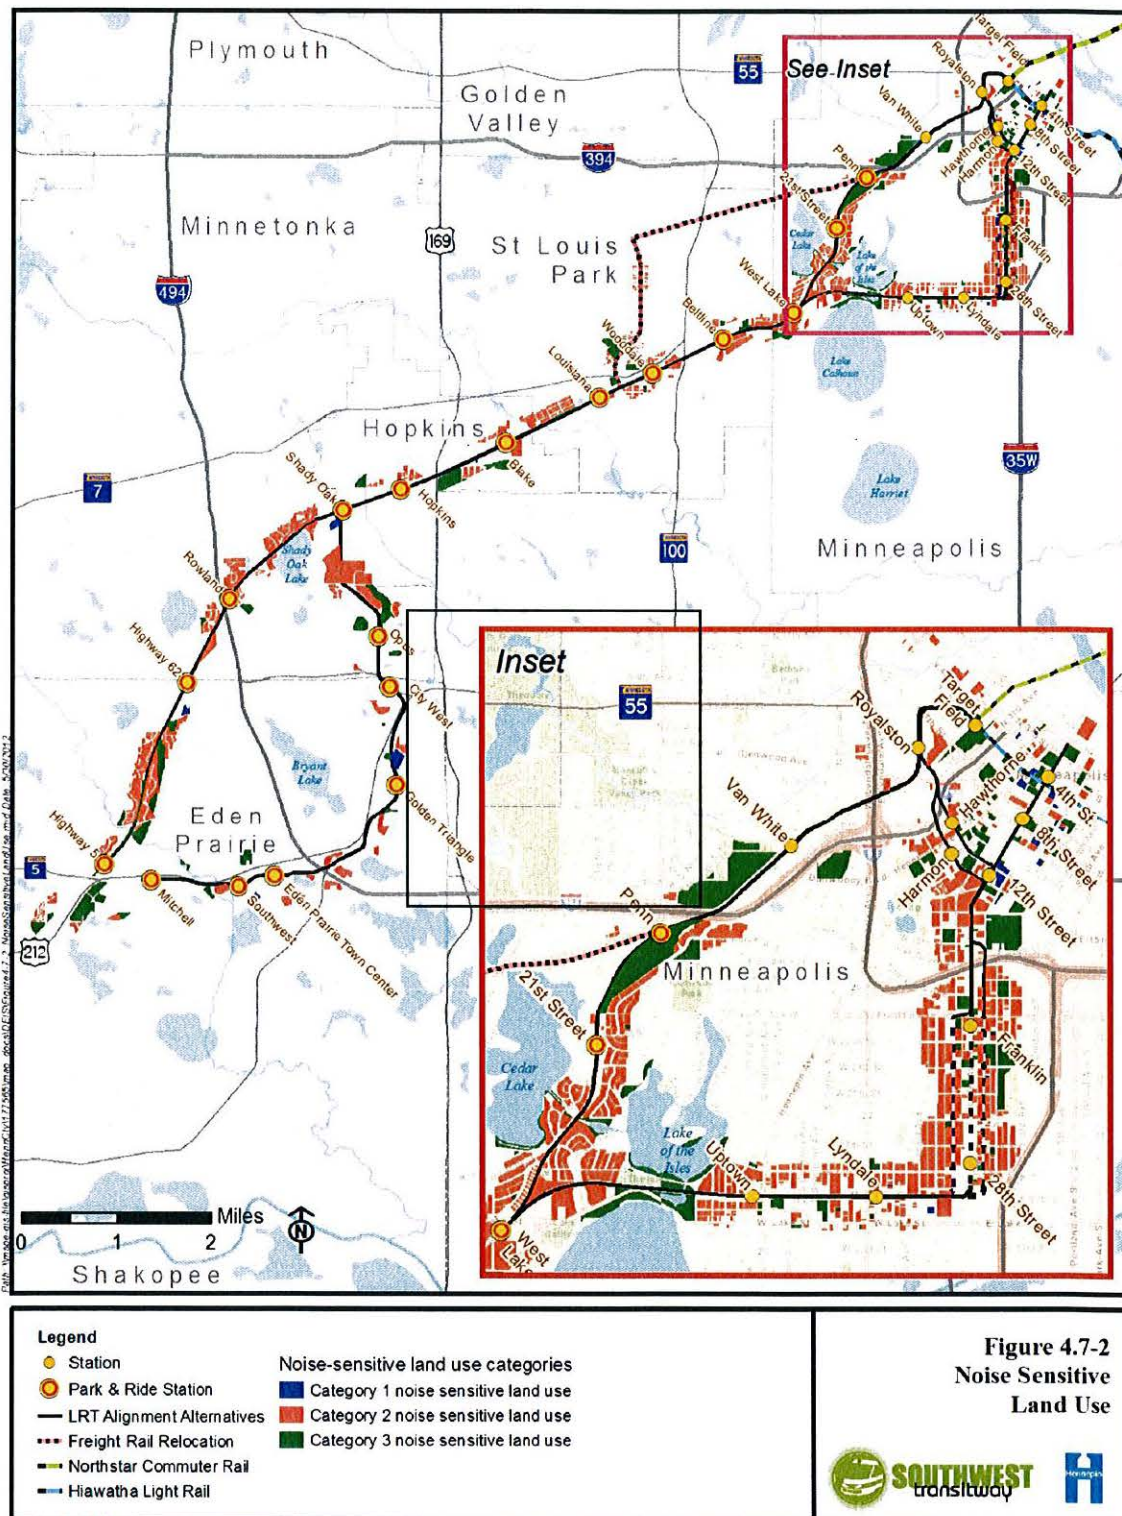 Plymouth
Golden
Valley
55
See Inset
Target Field
Royalston
Van White
4th Street
8th Street
Hawthorne
Harmon
12th Street
Penn
394
21st Street
Minnetonka
169
St Louis
Park
Cedar
Lake
Lake
of the
Isles
Franklin
494
West Lake
28th Street
Uptown
Lyndale
Beltline
Wooddale
Lake
Calhoun
Louisiana
Hopkins
Blake
35W
Lake
Harriet
Shady Oak
Hopkins
7
Shady
Oak
Lake
100
Minneapolis
Rowland
Opus
Highway 62
City West
Bryant
Lake
Golden Triangle
Eden
Prairie
Highway 5
5
Mitchell
Southwest
Eden Prairie Town Center
212
Inset
55
Target
Field
Royalston
Hawthorne
Van White
4th St.
8th Street
Harmon
12th Street
Penn
Minneapolis
21st Street
Franklin
Cedar
Lake
Lake
of the
Isles
Uptown
Lyndale
28th Street
West
Lake
Miles
0 1 2
N
Shakopee
Legend
Station
Park & Ride Station
LRT Alignment Alternatives
Freight Rail Relocation
Northstar Commuter Rail
Hiawatha Light Rail
Noise-sensitive land use categories
Category 1 noise sensitive land use
Category 2 noise sensitive land use
Category 3 noise sensitive land use
Figure 4.7-2
Noise Sensitive
Land Use
SOUTHWEST
transitway
Hennepin